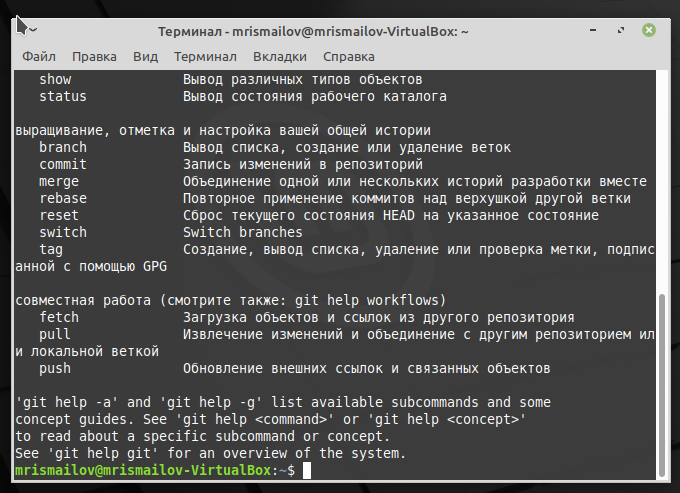 Терминал - mrismailov@mrismailov-VirtualBox: ~
Файл Правка Вид Терминал Вкладки Справка
show Вывод различных типов объектов
status Вывод состояния рабочего каталога
выращивание, отметка и настройка вашей общей истории
branch Вывод списка, создание или удаление веток
commit Запись изменений в репозиторий
merge Объединение одной или нескольких историй разработки вместе
rebase Повторное применение коммитов над верхушкой другой ветки
reset Сброс текущего состояния HEAD на указанное состояние
switch Switch branches
tag Создание, вывод списка, удаление или проверка метки, подпис
анной с помощью GPG
совместная работа (смотрите также: git help workflows)
fetch Загрузка объектов и ссылок из другого репозитория
pull Извлечение изменений и объединение с другим репозиторием ил
и локальной веткой
push Обновление внешних ссылок и связанных объектов
'git help -a' and 'git help -g' list available subcommands and some
concept guides. See 'git help <command>' or 'git help <concept>'
to read about a specific subcommand or concept.
See 'git help git' for an overview of the system.
mrismailov@mrismailov-VirtualBox:~$